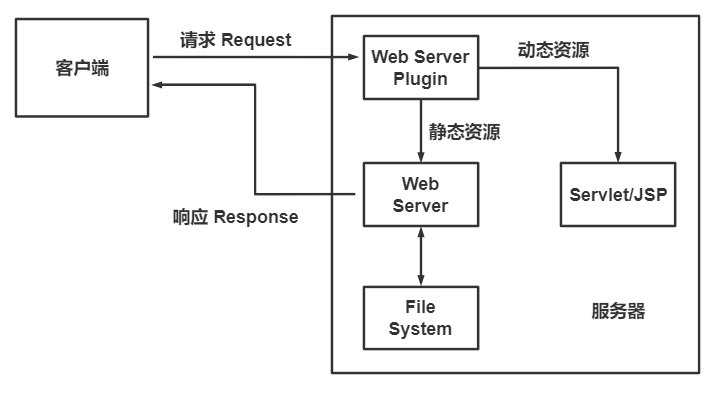 请求 Request
客户端
Web Server
Plugin
动态资源
静态资源
Web
Server
Servlet/JSP
响应 Response
File
System
服务器